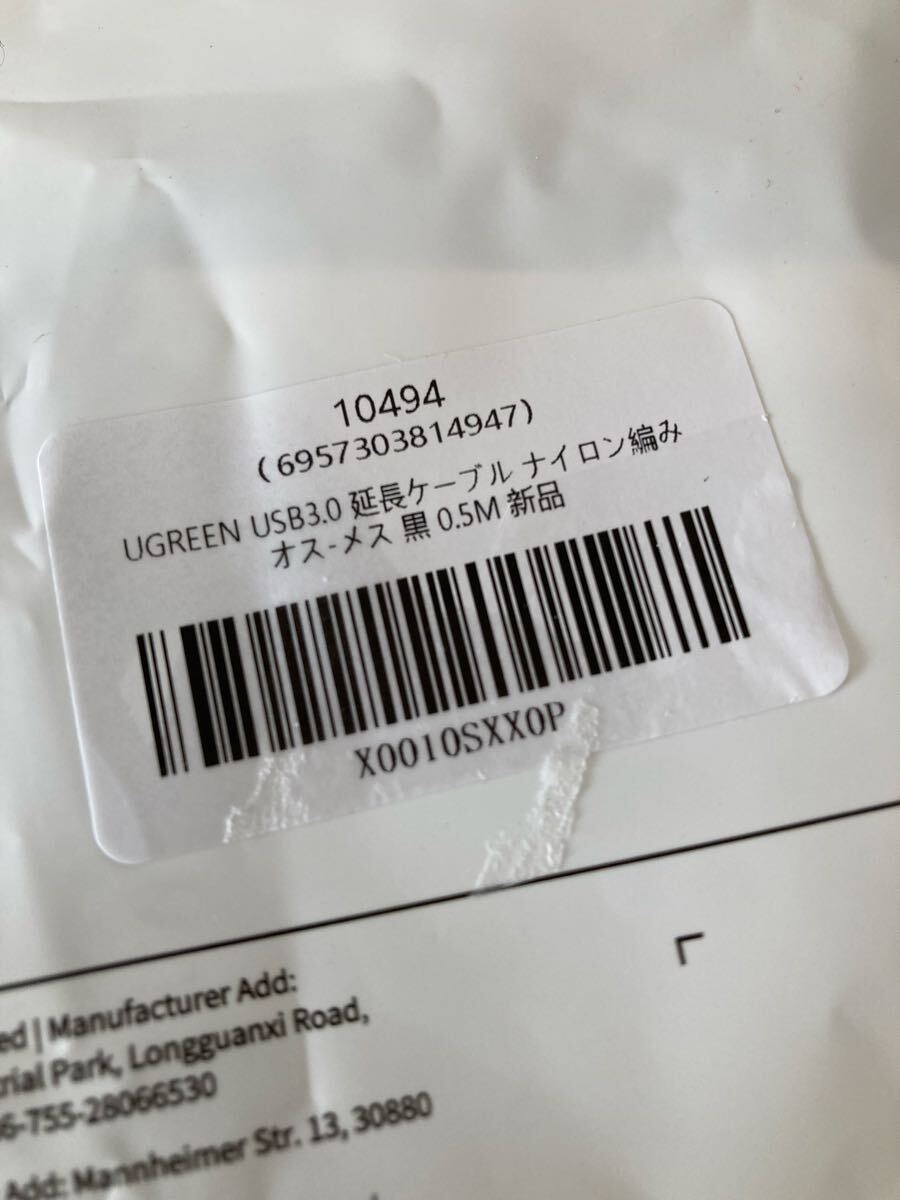 10494
(6957303814947)
UGREEN USB3.0 延長ケーブル ナイロン編み
オス-メス 黒 0.5M 新品
X0010SXX0P
ed | Manufacturer Add:
trial Park, Longguanxi Road,
6-755-28066530
Add: Mannheimer Str. 13, 30880